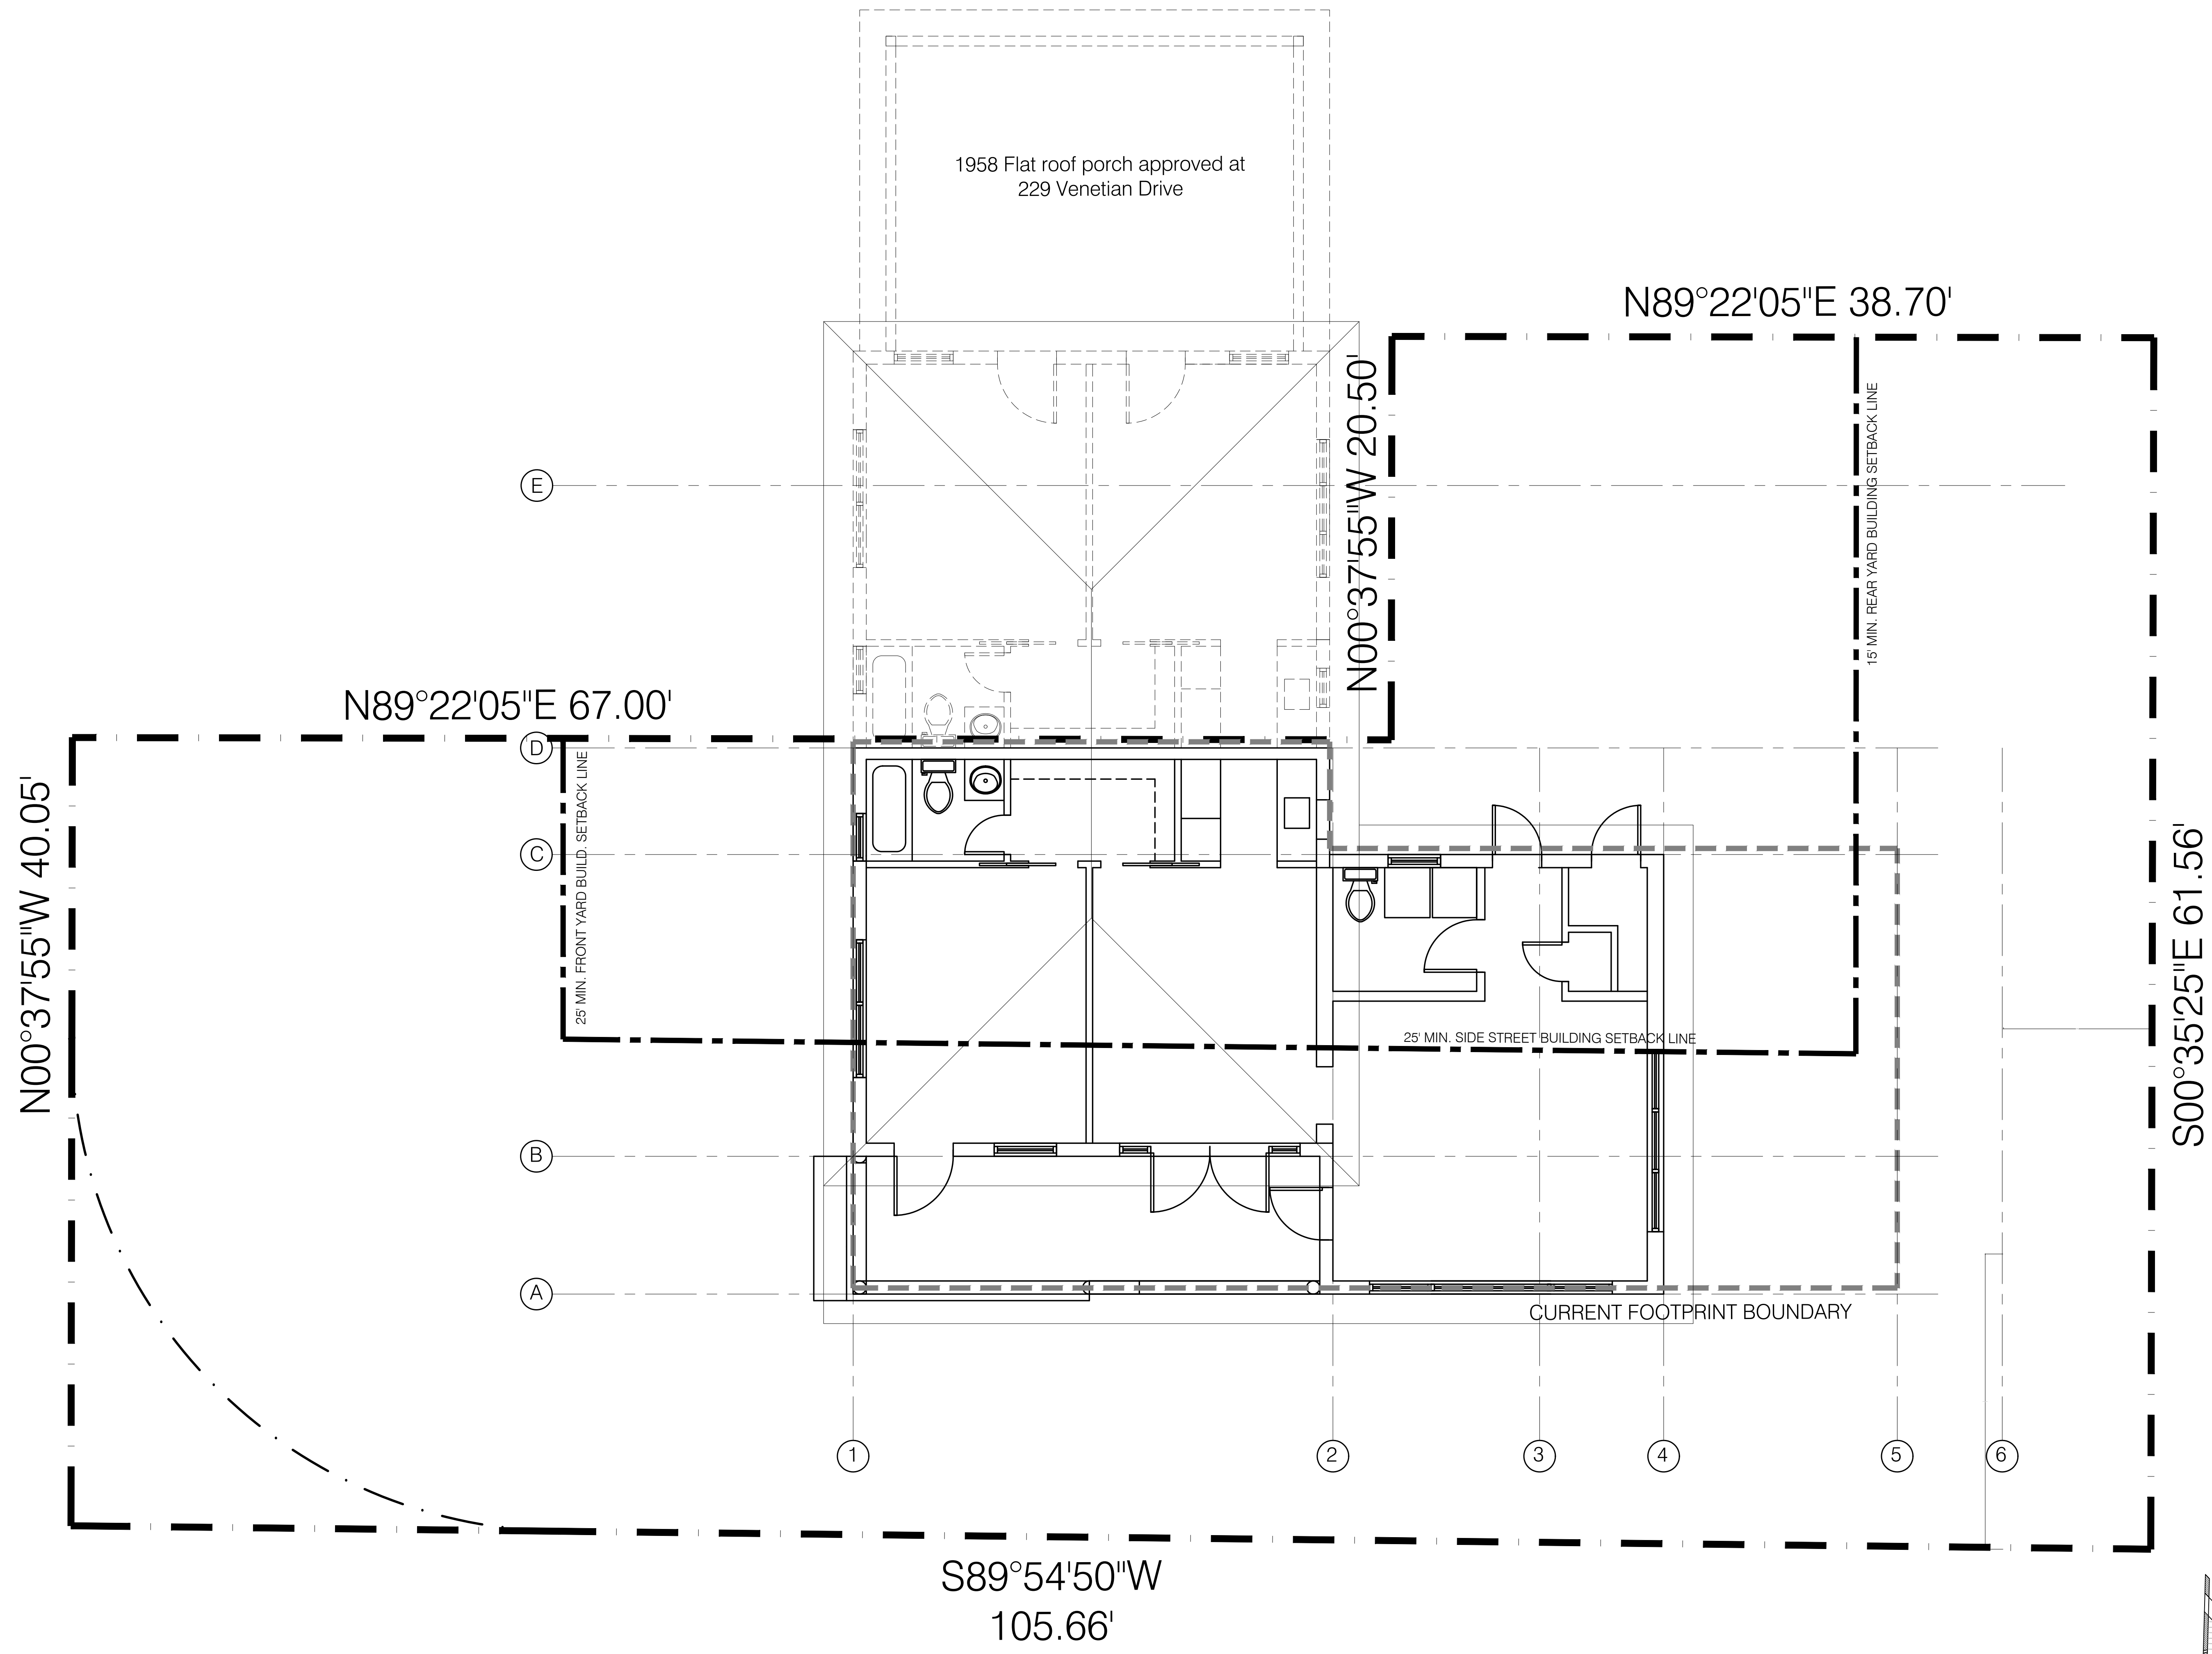 1958 Flat roof porch approved at
229 Venetian Drive
N89°22'05"E 38.70'
N00°37'55"W 20.50'
15' MIN. REAR YARD BUILDING SETBACK LINE
E
N89°22'05"E 67.00'
D
25' MIN. FRONT YARD BUILD. SETBACK LINE
N00°37'55"W 40.05'
C
S00°35'25"E 61.56'
25' MIN. SIDE STREET BUILDING SETBACK LINE
B
A
CURRENT FOOTPRINT BOUNDARY
1
2
3
4
5
6
S89°54'50"W
105.66'